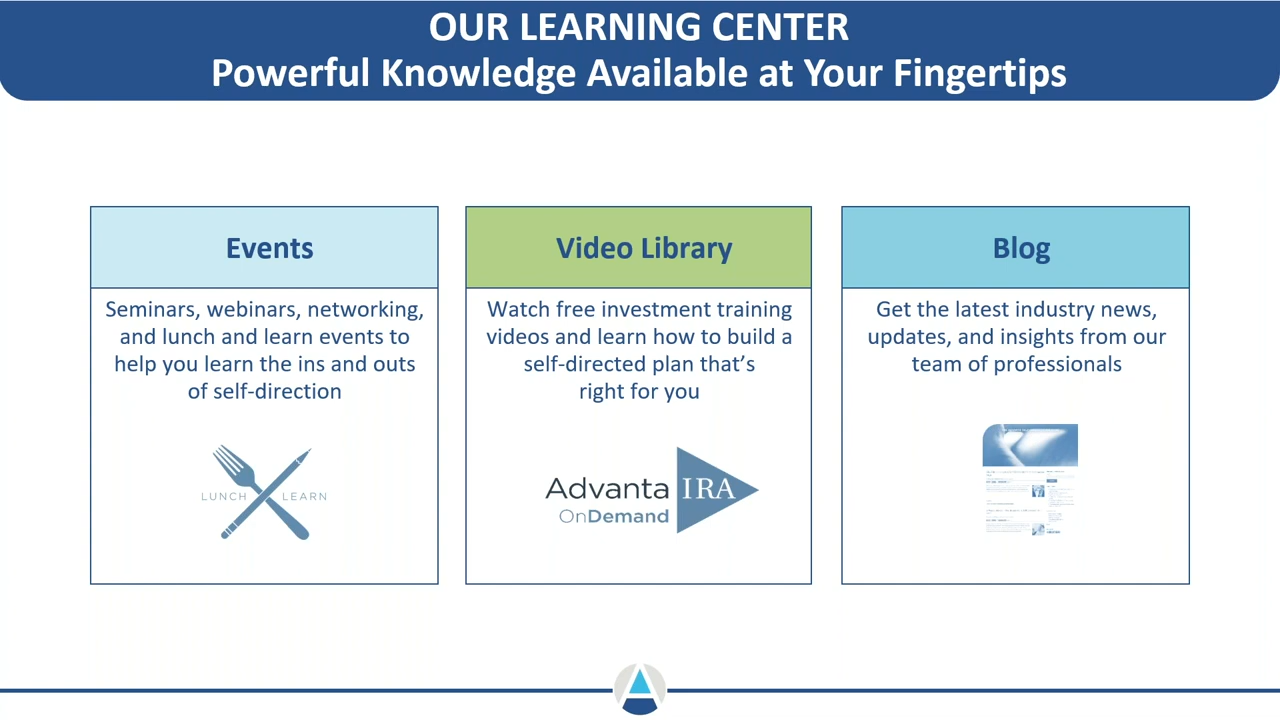 OUR LEARNING CENTER
Powerful Knowledge Available at Your Fingertips
Events
Seminars, webinars, networking,
and lunch and learn events to
help you learn the ins and outs
of self-direction
LUNCH LEARN
Video Library
Watch free investment training
videos and learn how to build a
self-directed plan that's
right for you
Advanta IRA
OnDemand
Blog
Get the latest industry news,
updates, and insights from our
team of professionals